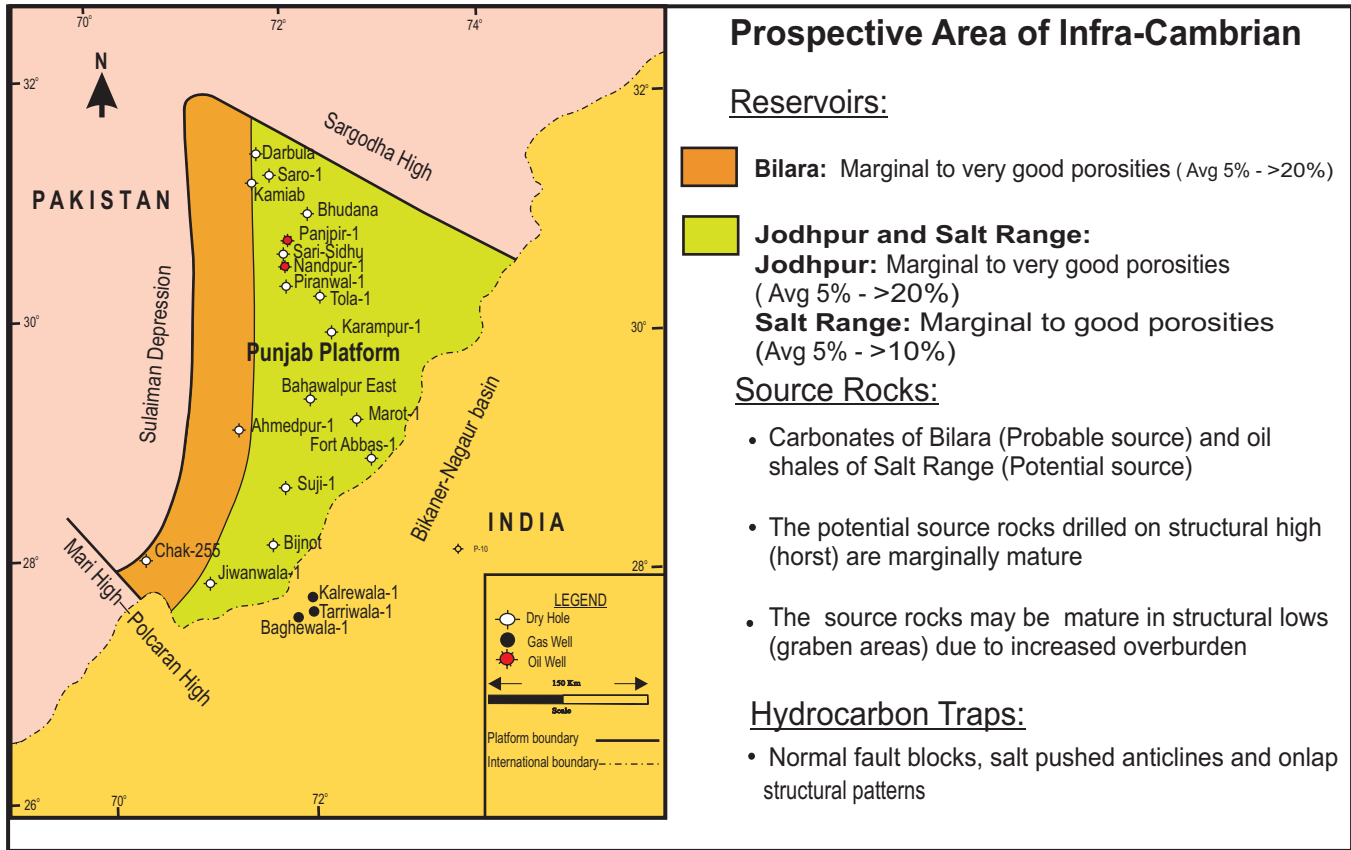 70°
74°
N
32°
32°
Sargodha High
PAKISTAN
Darbula
Saro-1
Kamiab
Bhudana
Panjpir-1
Sari-Sidhu
Nandpur-1
Piranwal-1
Tola-1
30°
30°
Karampur-1
Punjab Platform
Sulaiman Depression
Bahawalpur East
Marot-1
Ahmedpur-1
Fort Abbas-1
Bikaner-Nagaur basin
Suji-1
INDIA
Bijnot
P-10
Chak-255
28°
28°
Jiwanwala-1
Mari High
Polcaran High
Kalrewala-1
Tarriwala-1
Baghewala-1
LEGEND
Dry Hole
Gas Well
Oil Well
150 Km
Scale
Platform boundary
International boundary
26°
70°
72°
Prospective Area of Infra-Cambrian
Reservoirs:
Bilara: Marginal to very good porosities ( Avg 5% - >20%)
Jodhpur and Salt Range:
Jodhpur: Marginal to very good porosities
( Avg 5% - >20%)
Salt Range: Marginal to good porosities
(Avg 5% - >10%)
Source Rocks:
• Carbonates of Bilara (Probable source) and oil
shales of Salt Range (Potential source)
• The potential source rocks drilled on structural high
(horst) are marginally mature
• The source rocks may be mature in structural lows
(graben areas) due to increased overburden
Hydrocarbon Traps:
• Normal fault blocks, salt pushed anticlines and onlap
structural patterns